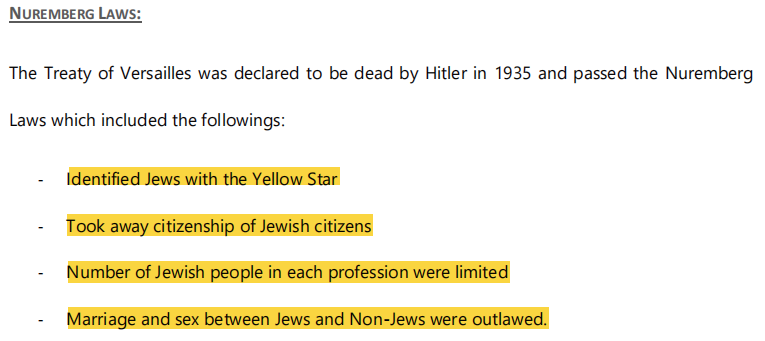 NUREMBERG LAWS:
The Treaty of Versailles was declared to be dead by Hitler in 1935 and passed the Nuremberg
Laws which included the followings:
- Identified Jews with the Yellow Star
- Took away citizenship of Jewish citizens
- Number of Jewish people in each profession were limited
- Marriage and sex between Jews and Non-Jews were outlawed.